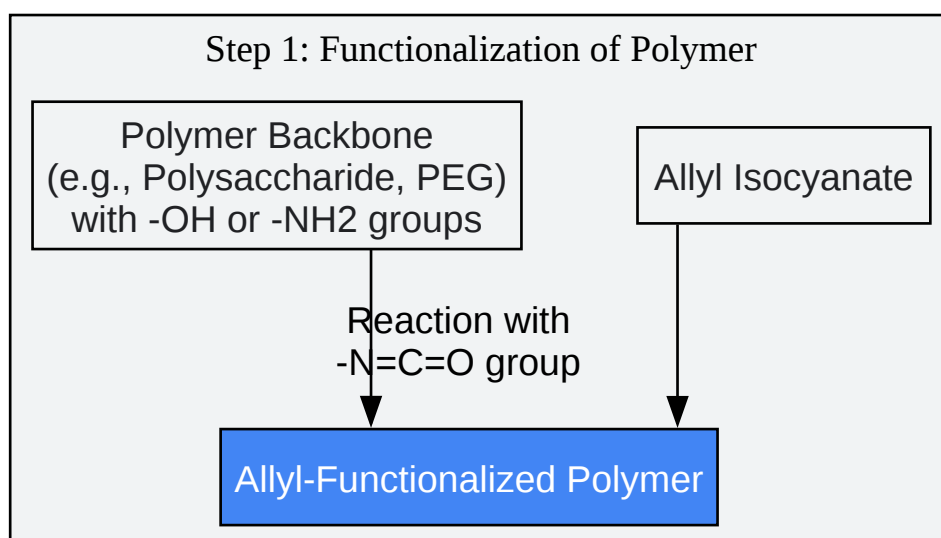 Step 1: Functionalization of Polymer
Polymer Backbone
(e.g., Polysaccharide, PEG)
with -OH or -NH2 groups
Allyl Isocyanate
Reaction with
-N=C=O group
Allyl-Functionalized Polymer